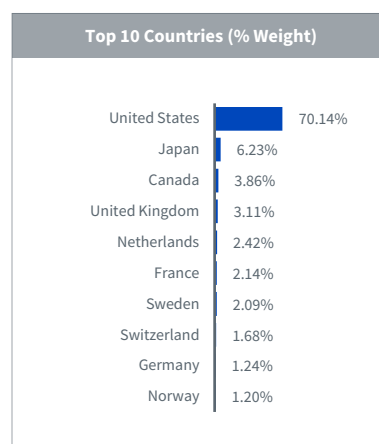 Top 10 Countries (% Weight)
United States 70.14%
Japan 6.23%
Canada 3.86%
United Kingdom 3.11%
Netherlands 2.42%
France 2.14%
Sweden 2.09%
Switzerland 1.68%
Germany 1.24%
Norway 1.20%